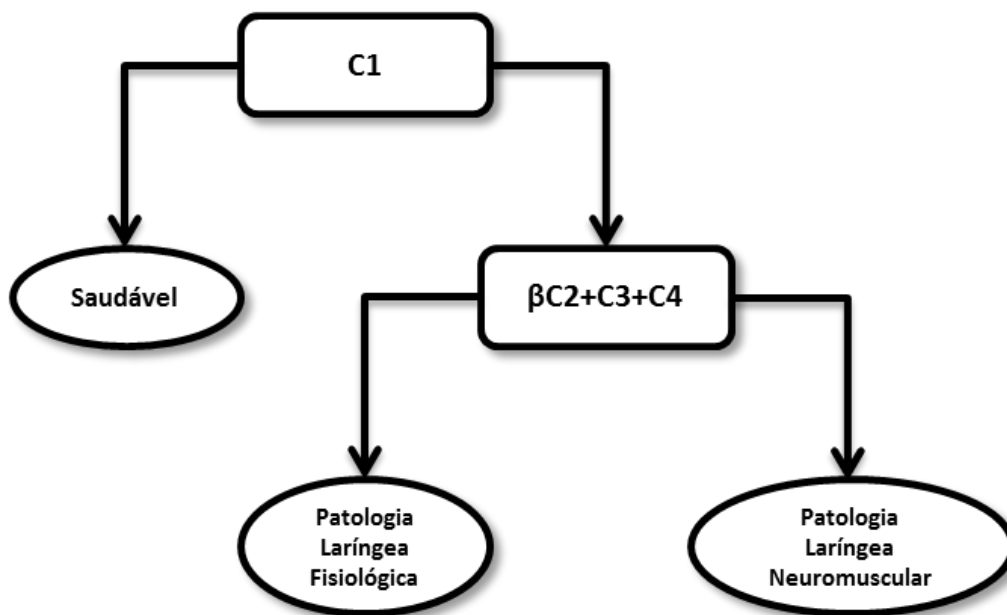 C1
Saudável
βC2+C3+C4
Patologia
Laríngea
Fisiológica
Patologia
Laríngea
Neuromuscular